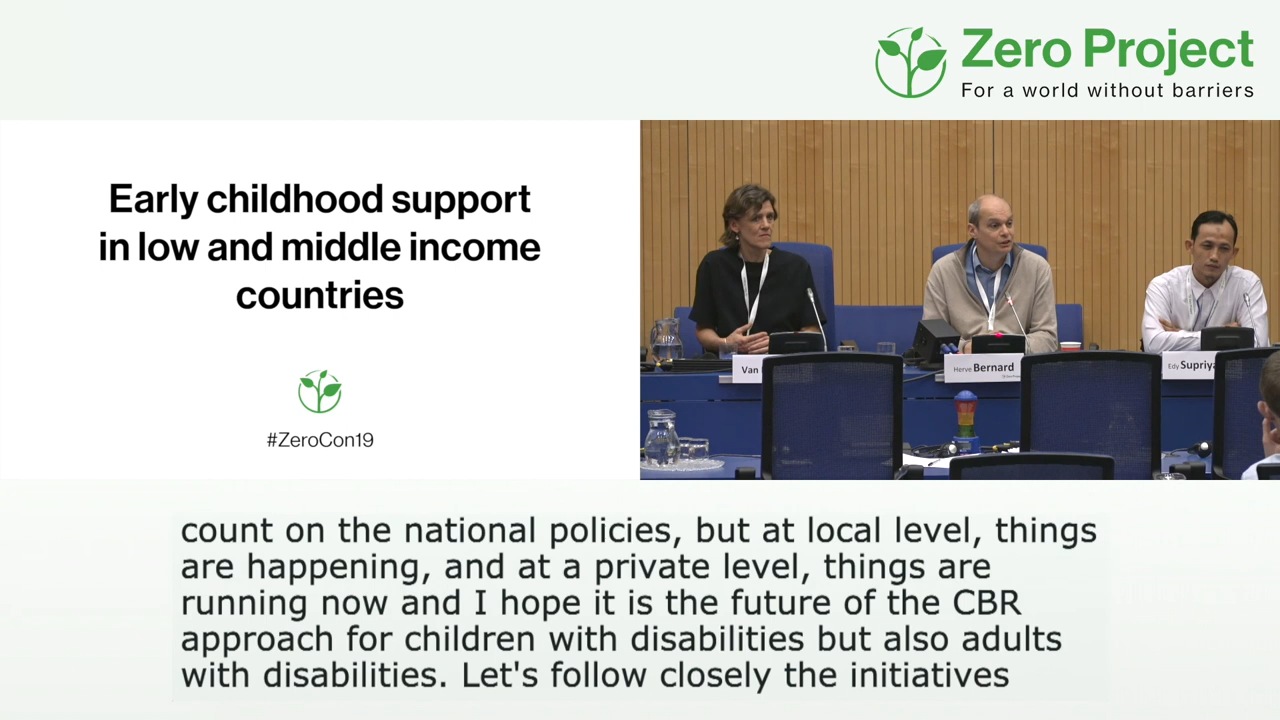 Zero Project
For a world without barriers
Early childhood support
in low and middle income
countries
#ZeroCon19
Van
Herve Bernard
Edy Supriya
count on the national policies, but at local level, things
are happening, and at a private level, things are
running now and I hope it is the future of the CBR
approach for children with disabilities but also adults
with disabilities. Let's follow closely the initiatives